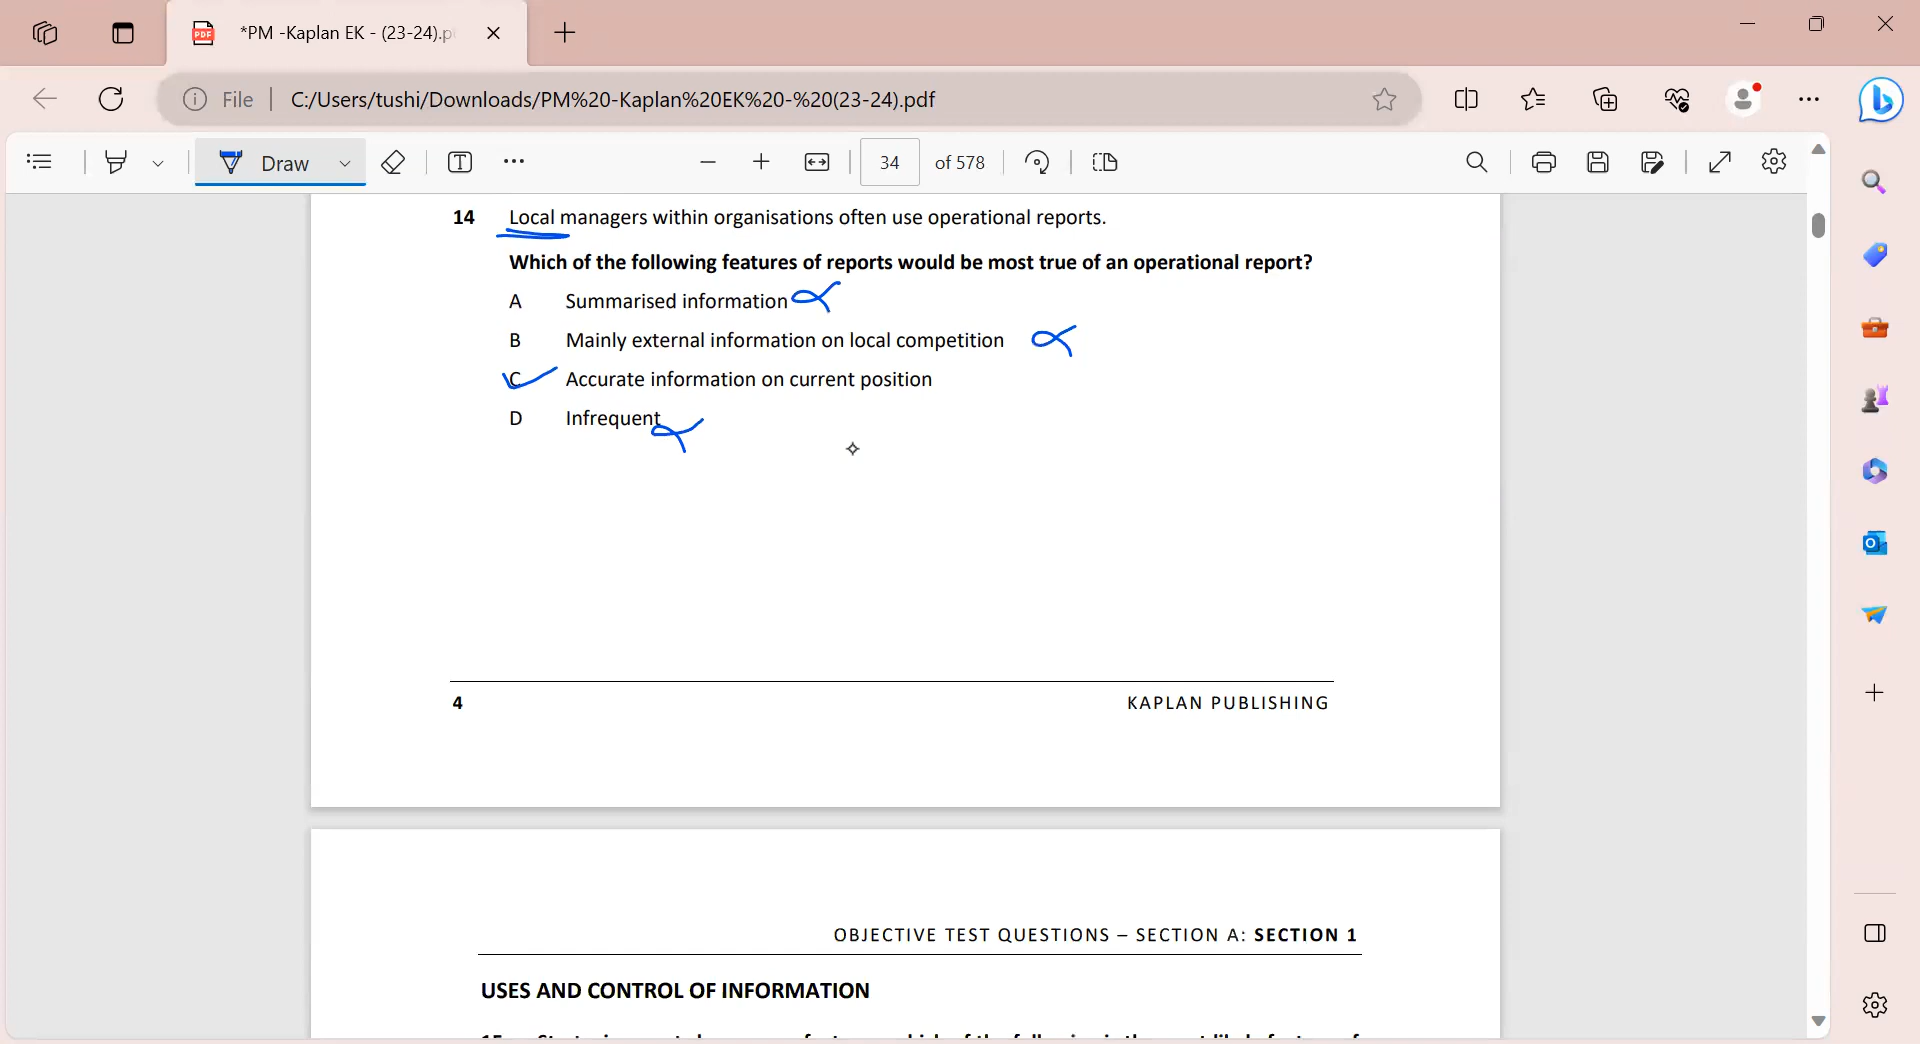 *PM -Kaplan EK - (23-24).p
File
C:/Users/tushi/Downloads/PM%20-Kaplan%20EK%20-%20(23-24).pdf
Draw
34
of 578
14 Local managers within organisations often use operational reports.
Which of the following features of reports would be most true of an operational report?
A Summarised information
B Mainly external information on local competition
C Accurate information on current position
D Infrequent
4
KAPLAN PUBLISHING
OBJECTIVE TEST QUESTIONS – SECTION A: SECTION 1
USES AND CONTROL OF INFORMATION